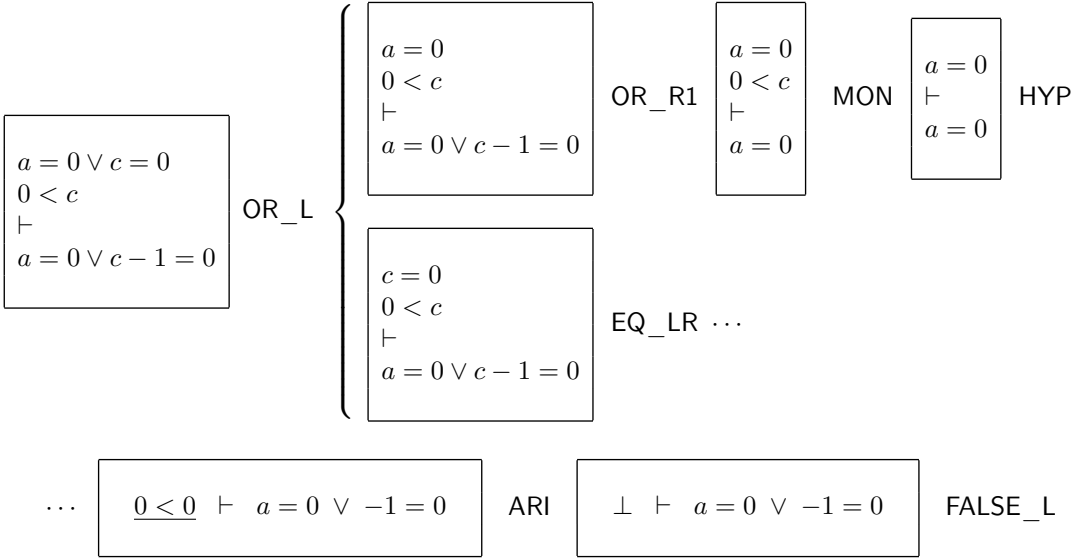 a = 0 ∨ c = 0
0 < c
⊢
a = 0 ∨ c − 1 = 0
OR_L
a = 0
0 < c
⊢
a = 0 ∨ c − 1 = 0
OR_R1
a = 0
0 < c
⊢
a = 0
MON
a = 0
⊢
a = 0
HYP
c = 0
0 < c
⊢
a = 0 ∨ c − 1 = 0
EQ_LR ···
··· 0 < 0 ⊢ a = 0 ∨ −1 = 0 ARI ⊥ ⊢ a = 0 ∨ −1 = 0 FALSE_L